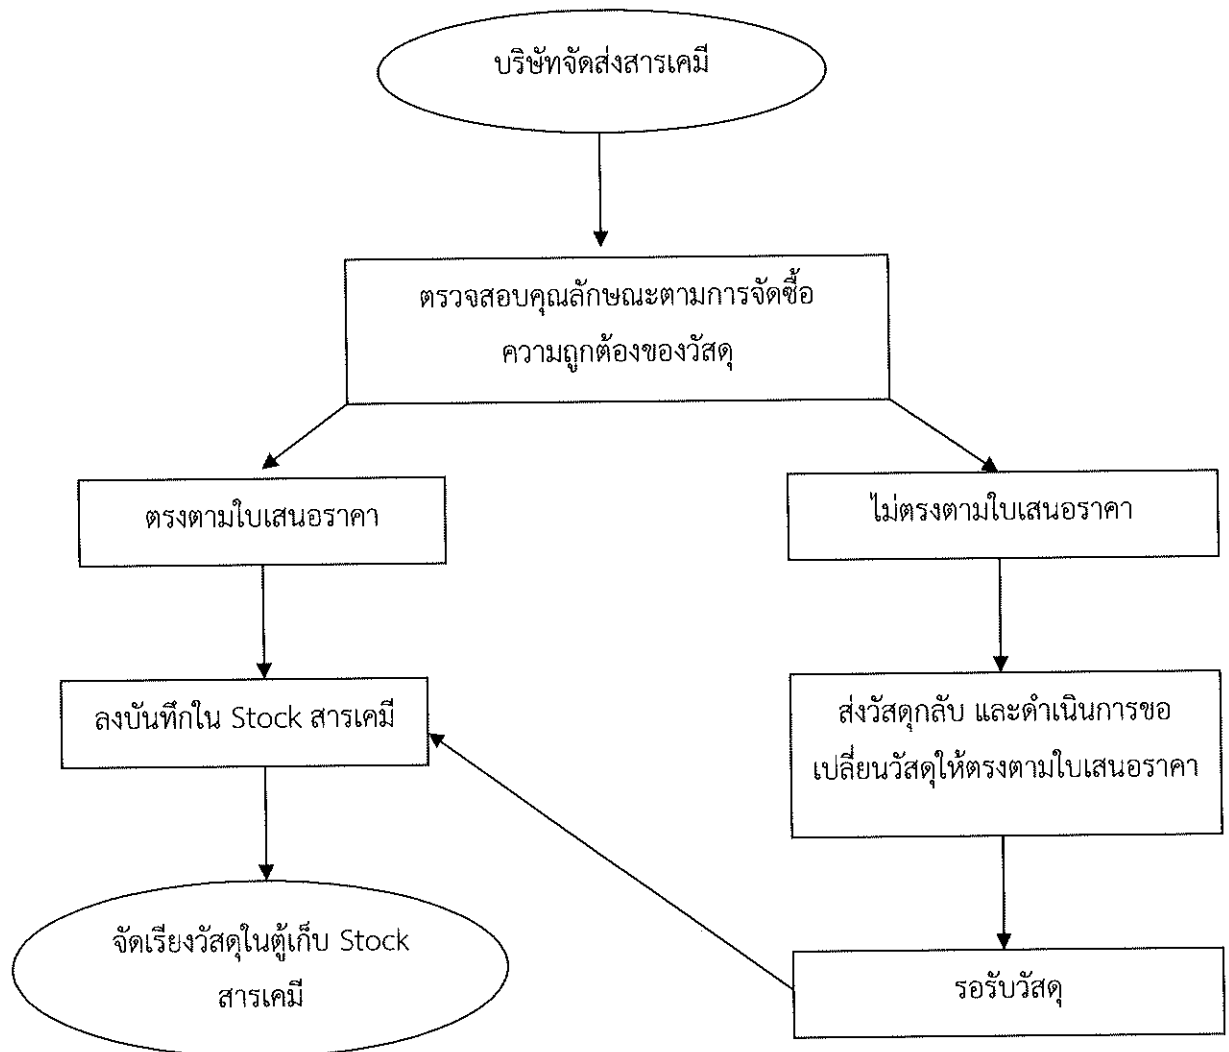 บริษัทจัดส่งสารเคมี
ตรวจสอบคุณลักษณะตามการจัดซื้อ
ความถูกต้องของวัสดุ
ตรงตามใบเสนอราคา
ไม่ตรงตามใบเสนอราคา
ลงบันทึกใน Stock สารเคมี
ส่งวัสดุกลับ และดำเนินการขอ
เปลี่ยนวัสดุให้ตรงตามใบเสนอราคา
จัดเรียงวัสดุในตู้เก็บ Stock
สารเคมี
รอรับวัสดุ